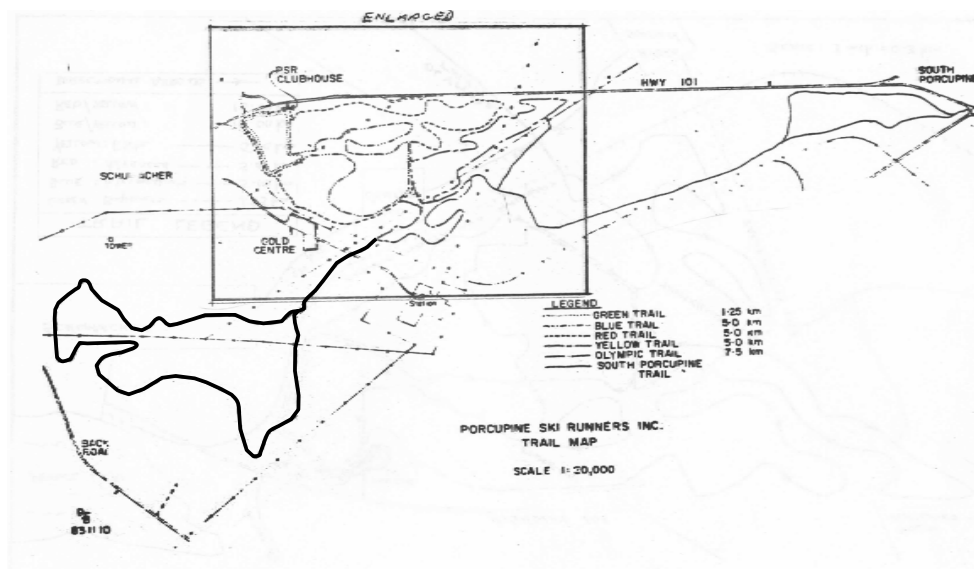 ENLARGED
PSR
CLUBHOUSE
HWY 101
SOUTH
PORCUPINE
TOWER
GOLD
CENTRE
Station
LEGEND
GREEN TRAIL 1·25 km
BLUE TRAIL 5·0 km
RED TRAIL 5·0 km
YELLOW TRAIL 5·0 km
OLYMPIC TRAIL 7·5 km
SOUTH PORCUPINE
TRAIL
PORCUPINE SKI RUNNERS INC.
TRAIL MAP
SCALE 1:20,000
BACK
ROAD
83·11·10